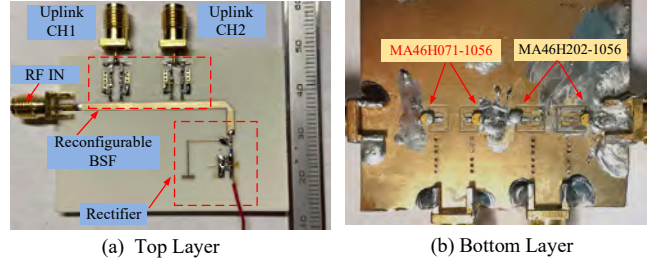 Uplink Uplink
CH1 CH2
RF IN
Reconfigurable
BSF
Rectifier
MA46H071-1056 MA46H202-1056
(a) Top Layer (b) Bottom Layer